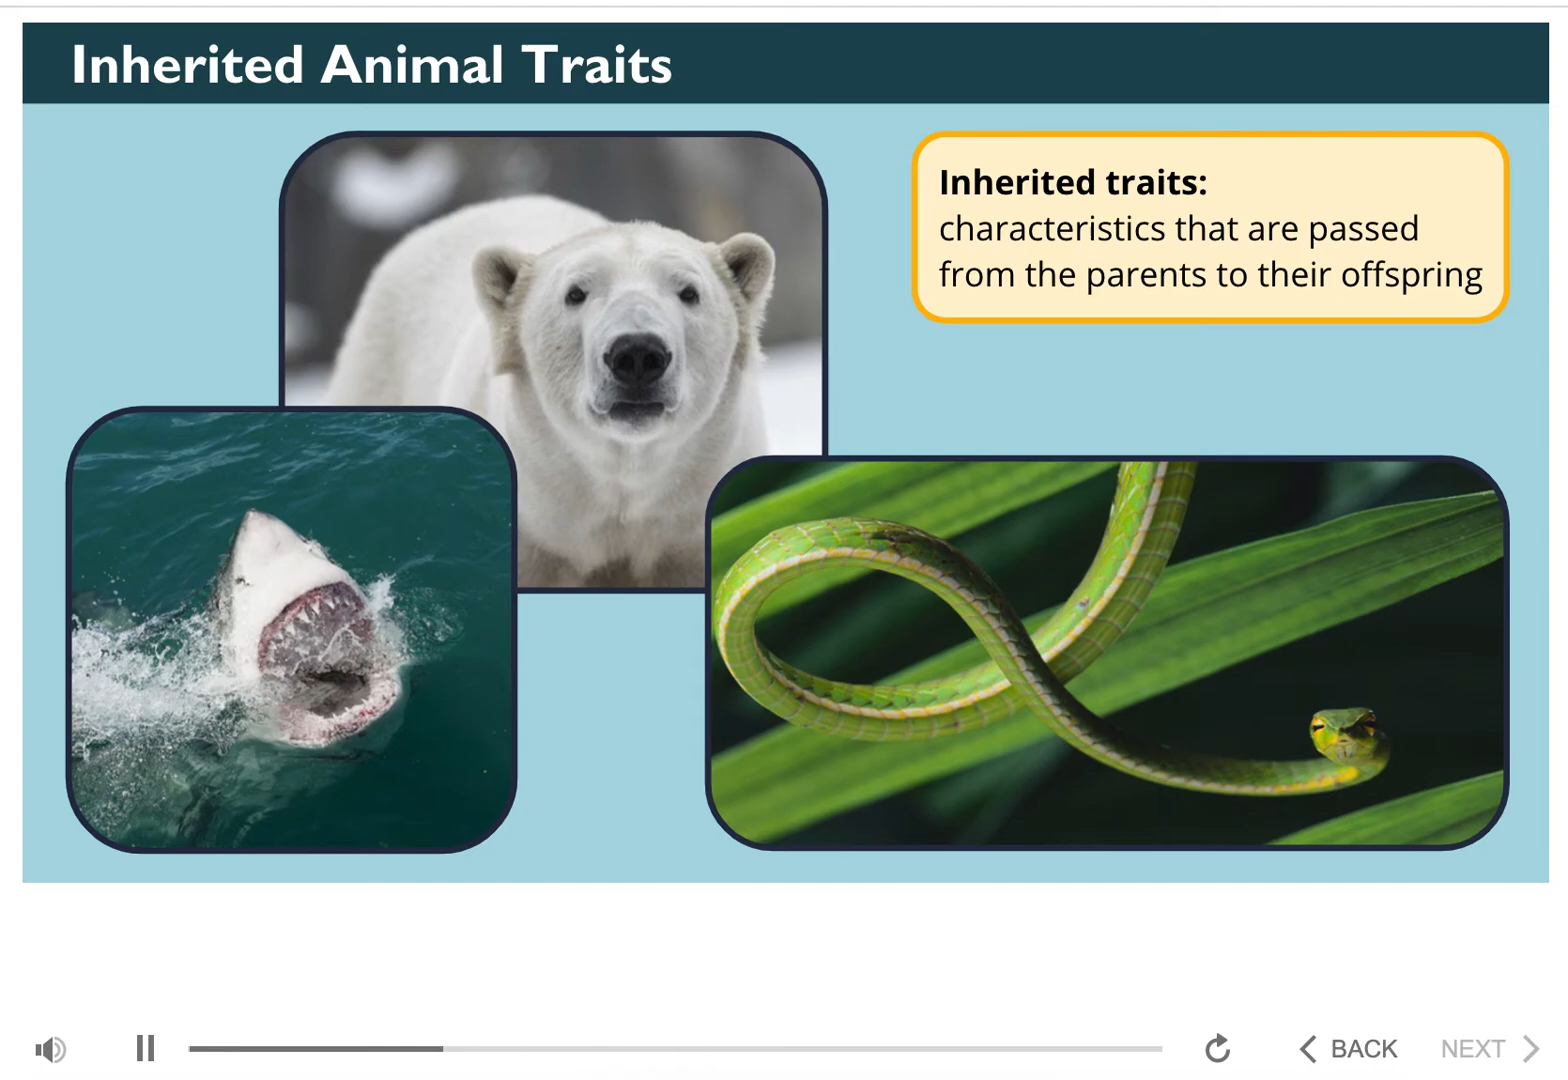 Inherited Animal Traits
Inherited traits:
characteristics that are passed
from the parents to their offspring
BACK
NEXT